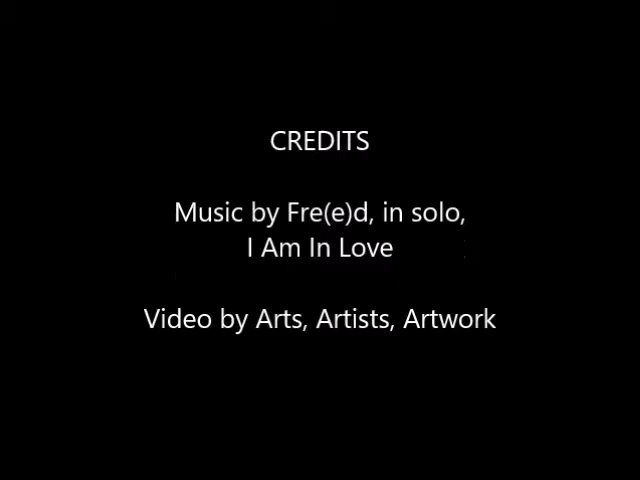 CREDITS
Music by Fre(e)d, in solo,
I Am In Love
Video by Arts, Artists, Artwork